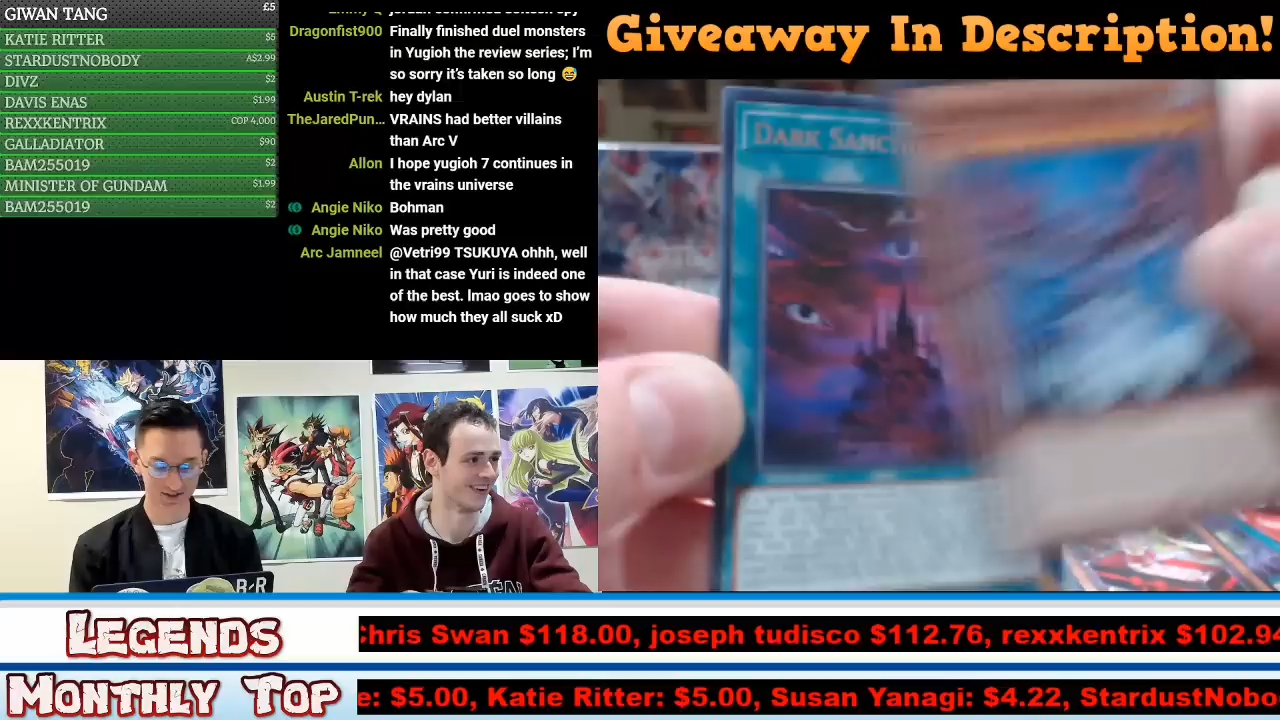 GIWAN TANG £5
KATIE RITTER $5
STARDUSTNOBODY A$2.99
DIVZ $2
DAVIS ENAS $1.99
REXXKENTRIX COP 4,000
GALLADIATOR $90
BAM255019 $2
MINISTER OF GUNDAM $1.99
BAM255019 $2
Dragonfist900 Finally finished duel monsters
in Yugioh the review series; I’m
so sorry it’s taken so long 😅
Austin T-rek hey dylan
TheJaredPun... VRAINS had better villains
than Arc V
Allon I hope yugioh 7 continues in
the vrains universe
Angie Niko Bohman
Angie Niko Was pretty good
Arc Jamneel @Vetri99 TSUKUYA ohhh, well
in that case Yuri is indeed one
of the best. lmao goes to show
how much they all suck xD
Giveaway In Description!
DARK SANCT
B-R
LEGENDS
Chris Swan $118.00, joseph tudisco $112.76, rexxkentrix $102.94
MONTHLY TOP
e: $5.00, Katie Ritter: $5.00, Susan Yanagi: $4.22, StardustNobo